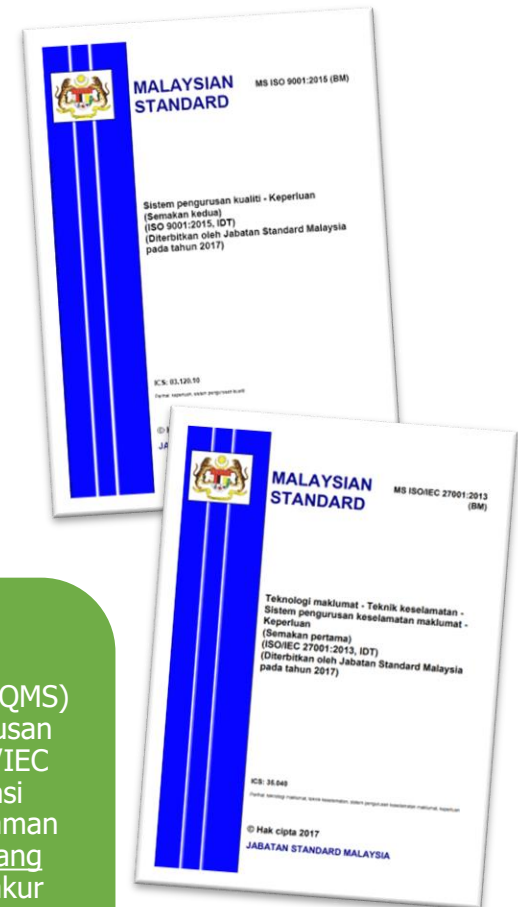 MALAYSIAN
STANDARD
MS ISO 9001:2015 (BM)
Sistem pengurusan kualiti - Keperluan
(Semakan kedua)
(ISO 9001:2015, IDT)
(Diterbitkan oleh Jabatan Standard Malaysia
pada tahun 2017)
ICS: 03.120.10
©
MALAYSIAN
STANDARD
MS ISO/IEC 27001:2013
(BM)
Teknologi maklumat - Teknik keselamatan -
Sistem pengurusan keselamatan maklumat -
Keperluan
(Semakan pertama)
(ISO/IEC 27001:2013, IDT)
(Diterbitkan oleh Jabatan Standard Malaysia
pada tahun 2017)
ICS: 35.040
© Hak cipta 2017
JABATAN STANDARD MALAYSIA
QMS)
usan
/IEC
asi
aman
ang
kur